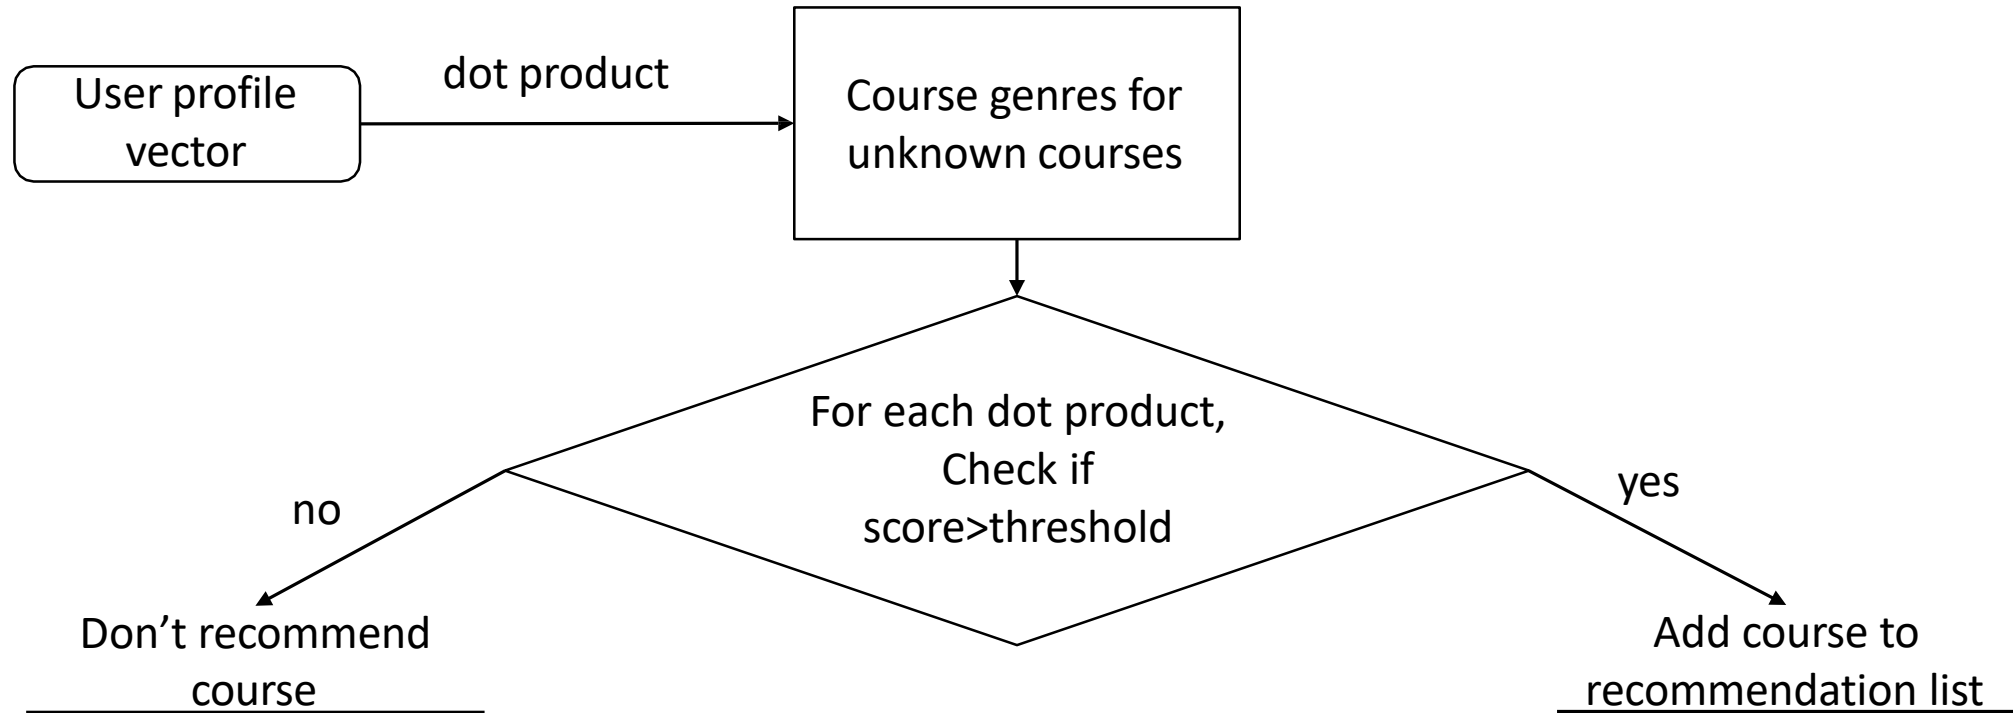 User profile
vector
dot product
Course genres for
unknown courses
For each dot product,
Check if
score>threshold
no
yes
Don’t recommend
course
Add course to
recommendation list